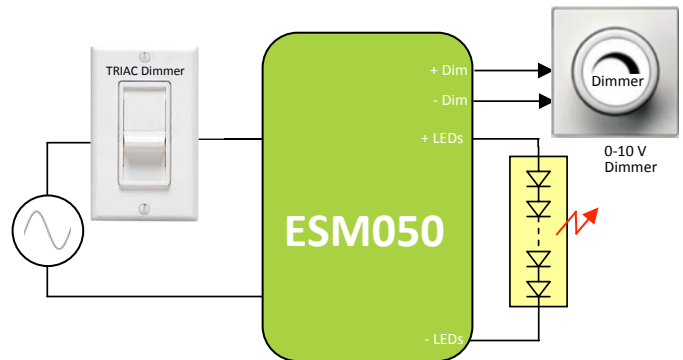 TRIAC Dimmer
+ Dim
- Dim
+ LEDs
ESM050
- LEDs
Dimmer
0-10 V
Dimmer